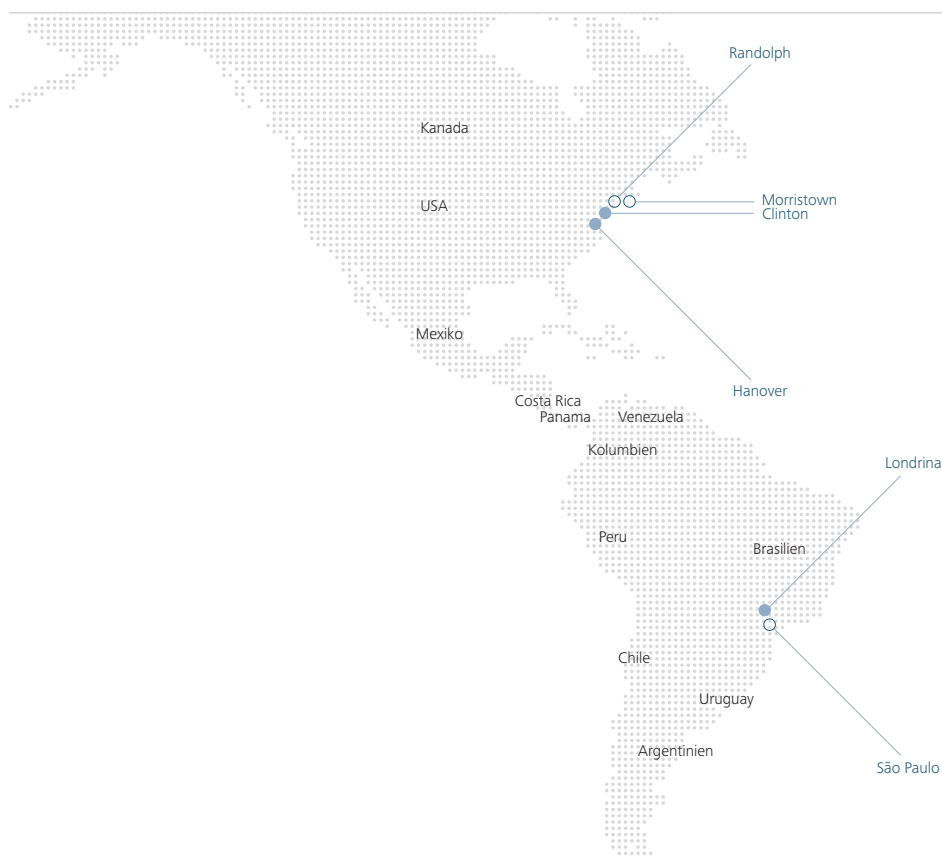 Randolph
Kanada
Morristown
USA
Clinton
Mexiko
Hanover
Costa Rica
Panama
Venezuela
Kolumbien
Londrina
Peru
Brasilien
Chile
Uruguay
Argentinien
São Paulo